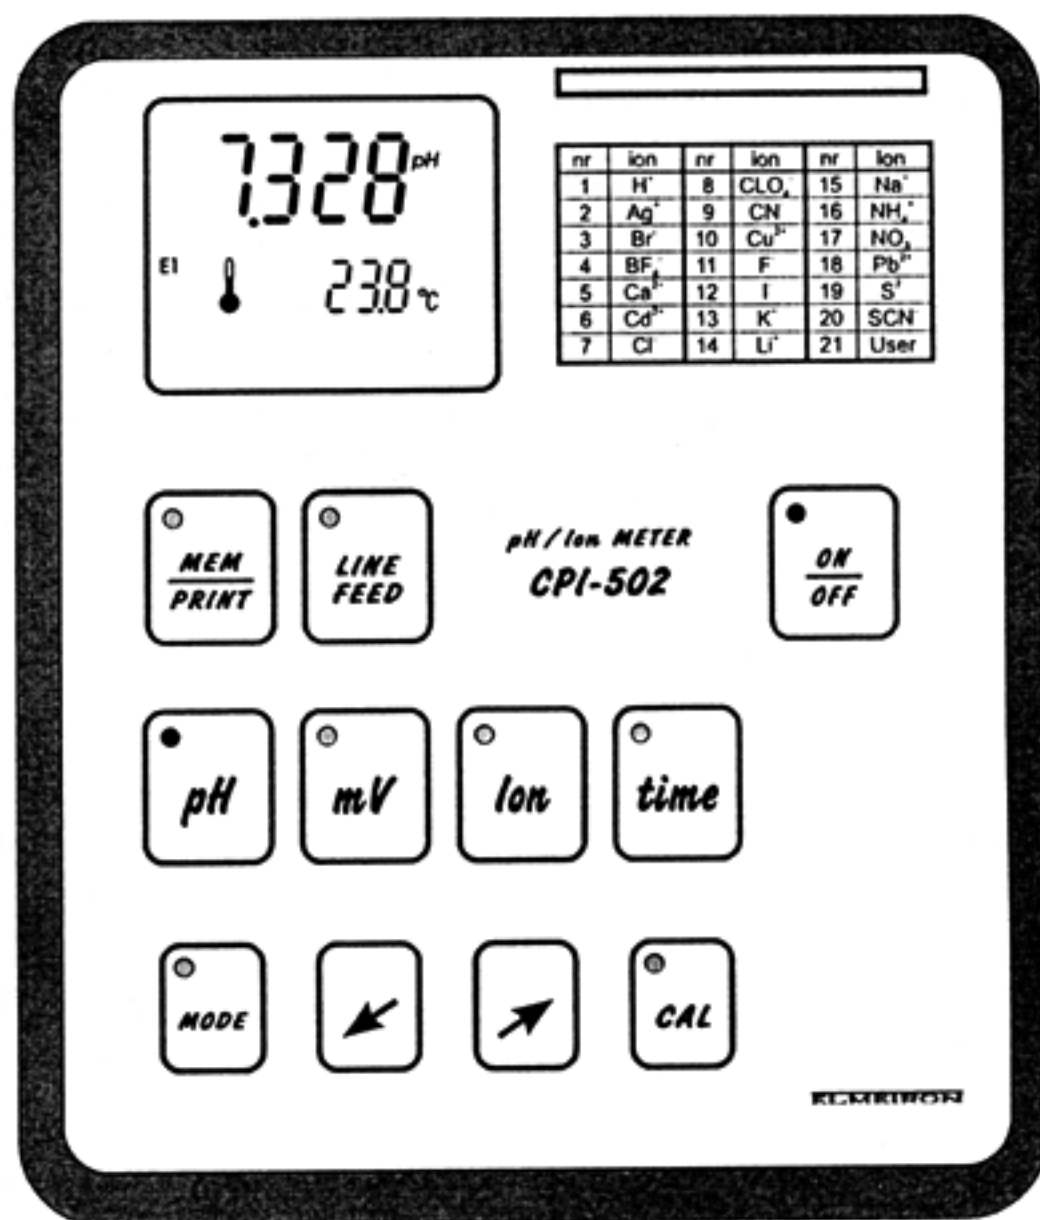 7.328 pH
E1 23.8 °C
nr ion nr ion nr ion
1 H+ 8 CLO₄ 15 Na+
2 Ag+ 9 CN 16 NH₄+
3 Br- 10 Cu²+ 17 NO₃
4 BF₄- 11 F 18 Pb²+
5 Ca²+ 12 I 19 S²
6 Cd²+ 13 K+ 20 SCN-
7 Cl 14 Li+ 21 User
MEM
PRINT
LINE
FEED
pH / Ion METER
CPI-502
ON
OFF
pH mV Ion time
MODE CAL
ELMETRON